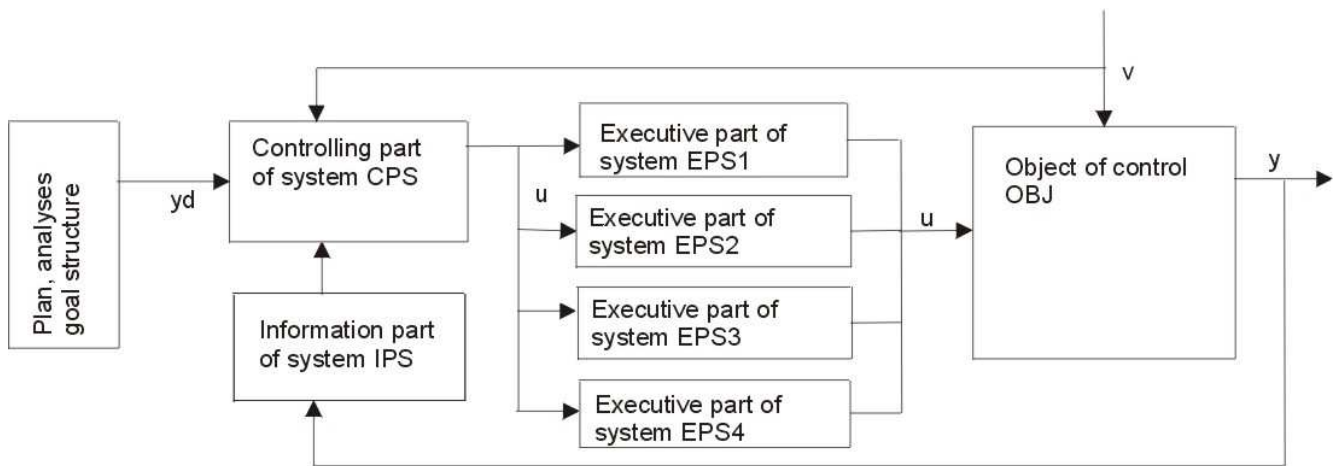 v
Plan, analyses
goal structure
yd
Controlling part
of system CPS
Information part
of system IPS
u
Executive part of
system EPS1
Executive part of
system EPS2
Executive part of
system EPS3
Executive part of
system EPS4
u
Object of control
OBJ
y